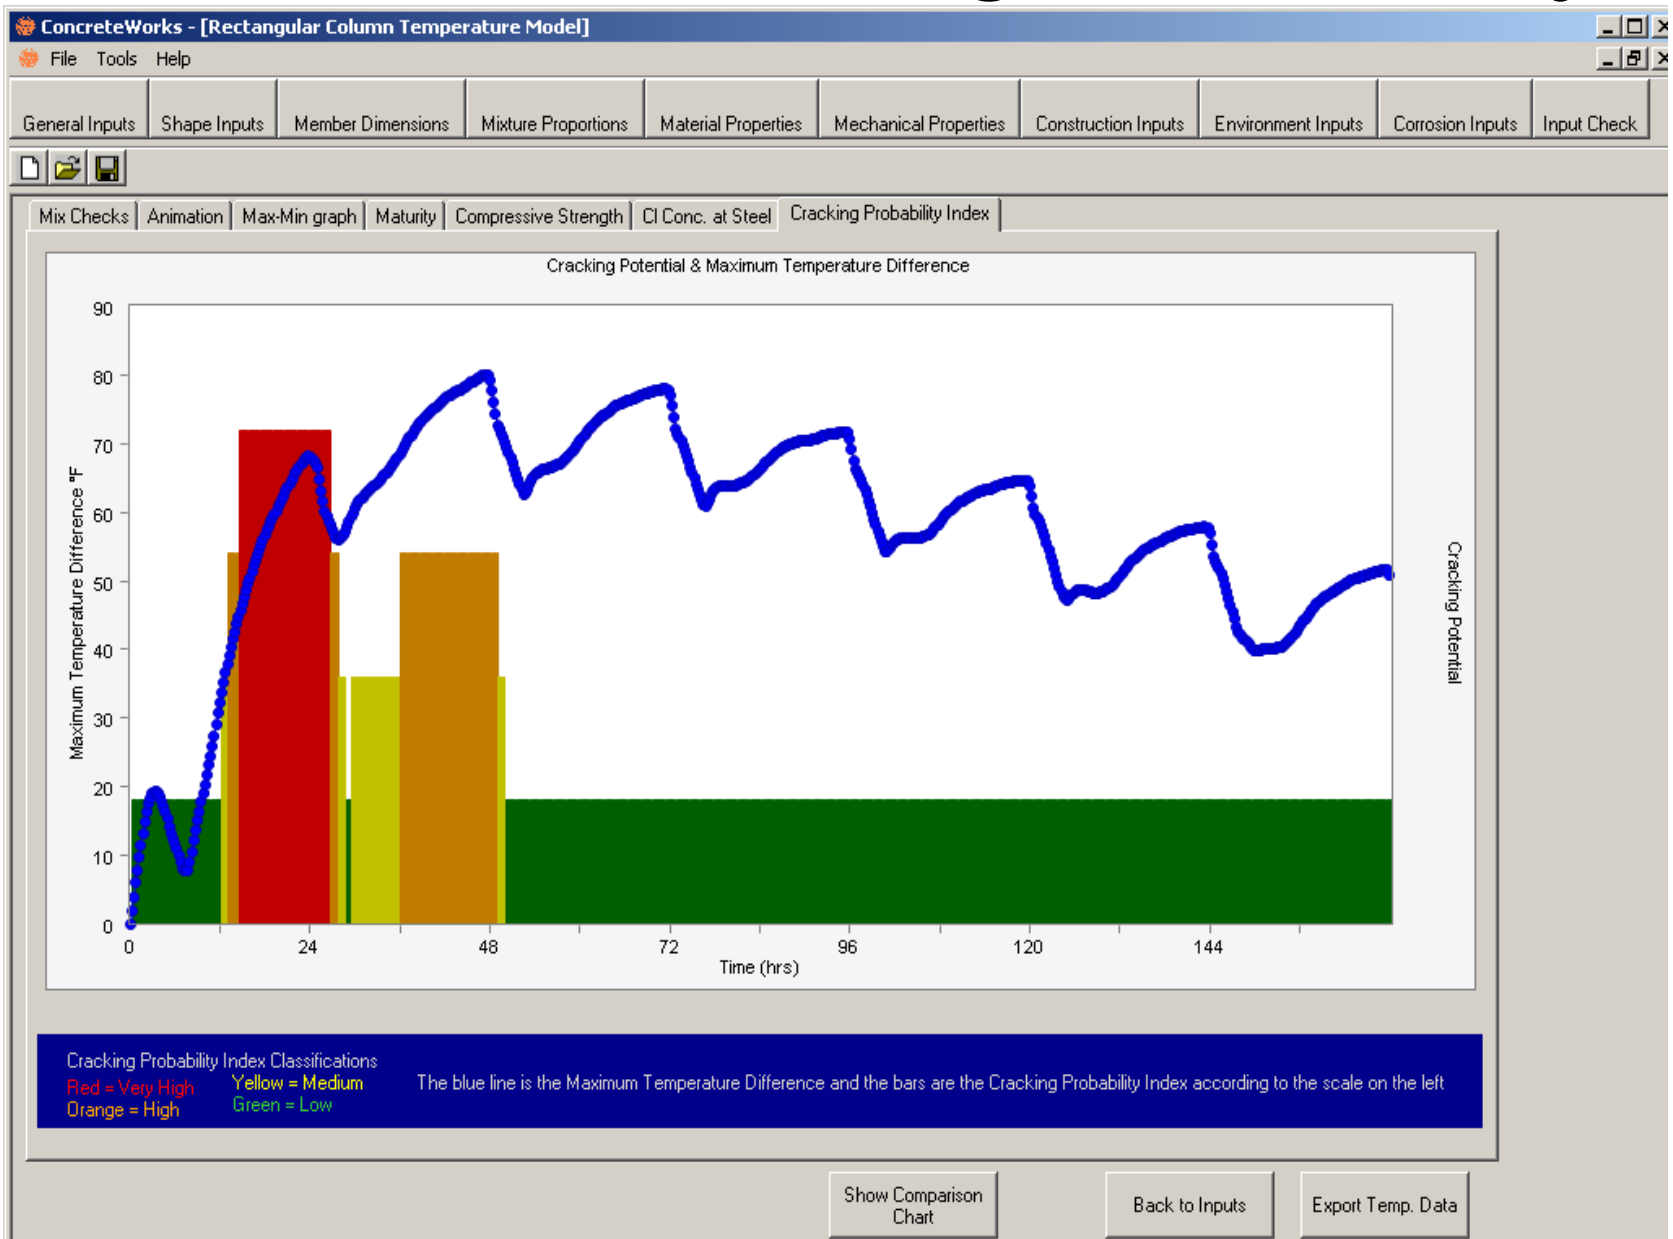 ConcreteWorks - [Rectangular Column Temperature Model]
File Tools Help
General Inputs Shape Inputs Member Dimensions Mixture Proportions Material Properties Mechanical Properties Construction Inputs Environment Inputs Corrosion Inputs Input Check
Mix Checks Animation Max-Min graph Maturity Compressive Strength Cl Conc. at Steel Cracking Probability Index
Cracking Potential & Maximum Temperature Difference
90
80
70
60
50
40
30
20
10
0
Maximum Temperature Difference °F
Cracking Potential
0 24 48 72 96 120 144
Time (hrs)
Cracking Probability Index Classifications
Red = Very High Yellow = Medium The blue line is the Maximum Temperature Difference and the bars are the Cracking Probability Index according to the scale on the left
Orange = High Green = Low
Show Comparison
Chart
Back to Inputs
Export Temp. Data